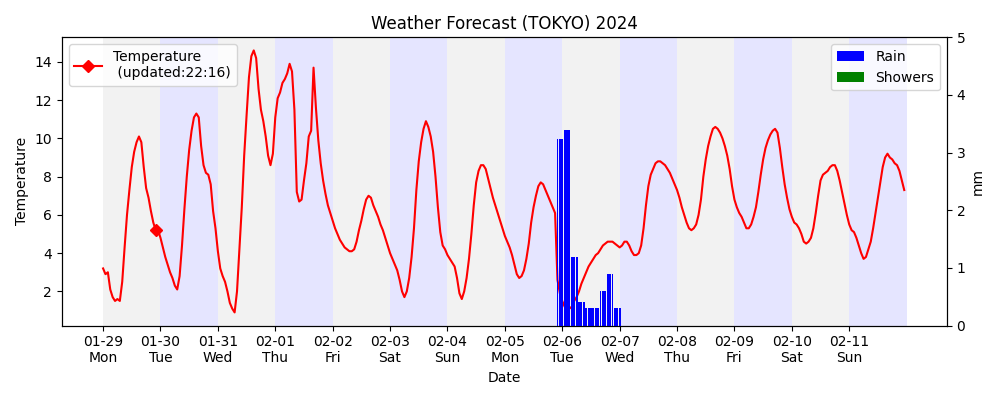 Weather Forecast (TOKYO) 2024
Temperature
(updated:22:16)
Rain
Showers
Temperature
14
12
10
8
6
4
2
5
4
3
2
1
0
mm
01-29 01-30 01-31 02-01 02-02 02-03 02-04 02-05 02-06 02-07 02-08 02-09 02-10 02-11
Mon Tue Wed Thu Fri Sat Sun Mon Tue Wed Thu Fri Sat Sun
Date